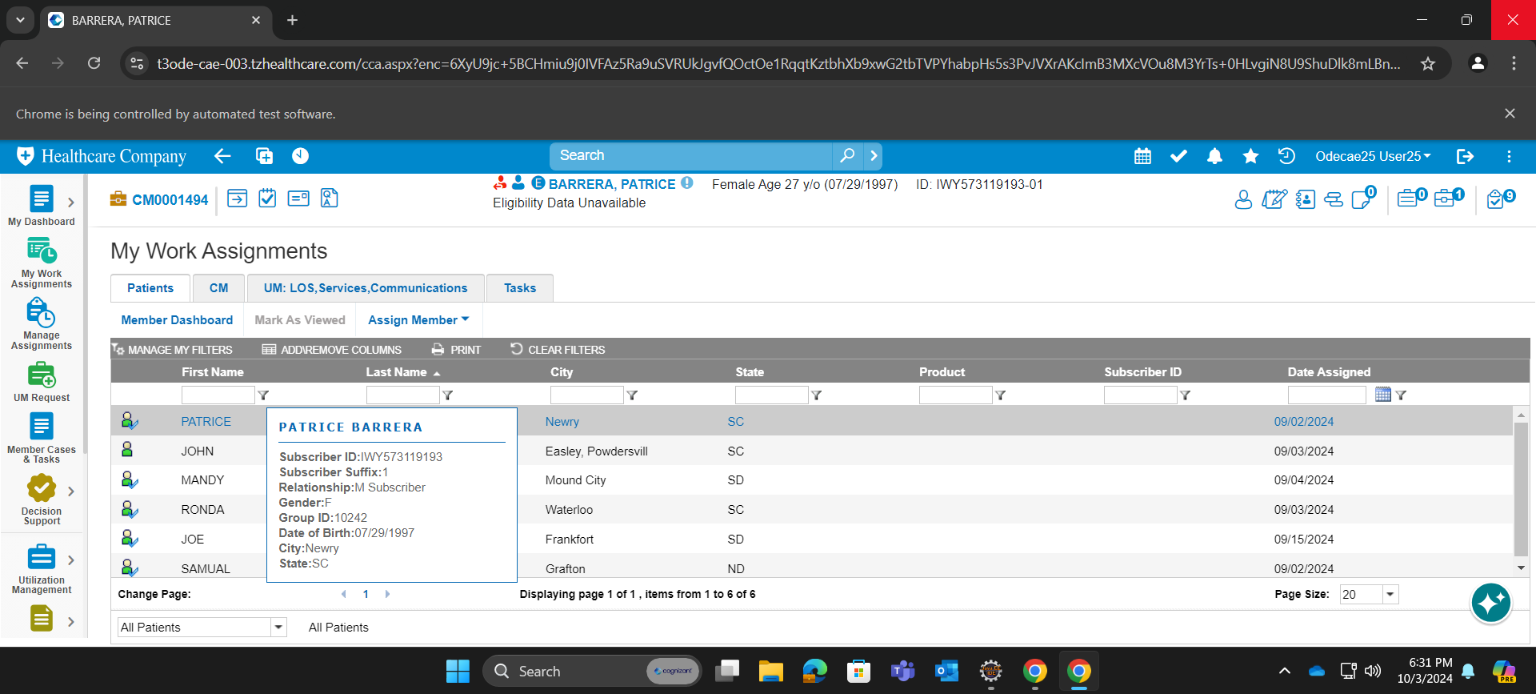 BARRERA, PATRICE
t3ode-cae-003.tzhealthcare.com/cca.aspx?enc=6XyU9jc+5BCHmiu9j0IVFAz5Ra9uSVRUkJgvfQOctOe1RqqtKztbhXb9xwG2tbTVPYhabpHs5s3PvJVXrAKclmB3MXcVOu8M3YrTs+0HLvgiN8U9ShuDlk8mLBn...
Chrome is being controlled by automated test software.
Healthcare Company
Search
Odecae25 User25
My Dashboard
My Work Assignments
Manage Assignments
UM Request
Member Cases & Tasks
Decision Support
Utilization Management
CM0001494
E BARRERA, PATRICE Female Age 27 y/o (07/29/1997) ID: IWY573119193-01
Eligibility Data Unavailable
0 0 1 9
My Work Assignments
Patients CM UM: LOS,Services,Communications Tasks
Member Dashboard Mark As Viewed Assign Member
MANAGE MY FILTERS ADD\REMOVE COLUMNS PRINT CLEAR FILTERS
First Name Last Name City State Product Subscriber ID Date Assigned
PATRICE Newry SC 09/02/2024
JOHN Easley, Powdersvill SC 09/03/2024
MANDY Mound City SD 09/04/2024
RONDA Waterloo SC 09/03/2024
JOE Frankfort SD 09/15/2024
SAMUAL Grafton ND 09/02/2024
PATRICE BARRERA
Subscriber ID:IWY573119193
Subscriber Suffix:1
Relationship:M Subscriber
Gender:F
Group ID:10242
Date of Birth:07/29/1997
City:Newry
State:SC
Change Page: 1 Displaying page 1 of 1 , items from 1 to 6 of 6 Page Size: 20
All Patients All Patients
Search cognizant
6:31 PM
10/3/2024
PRE